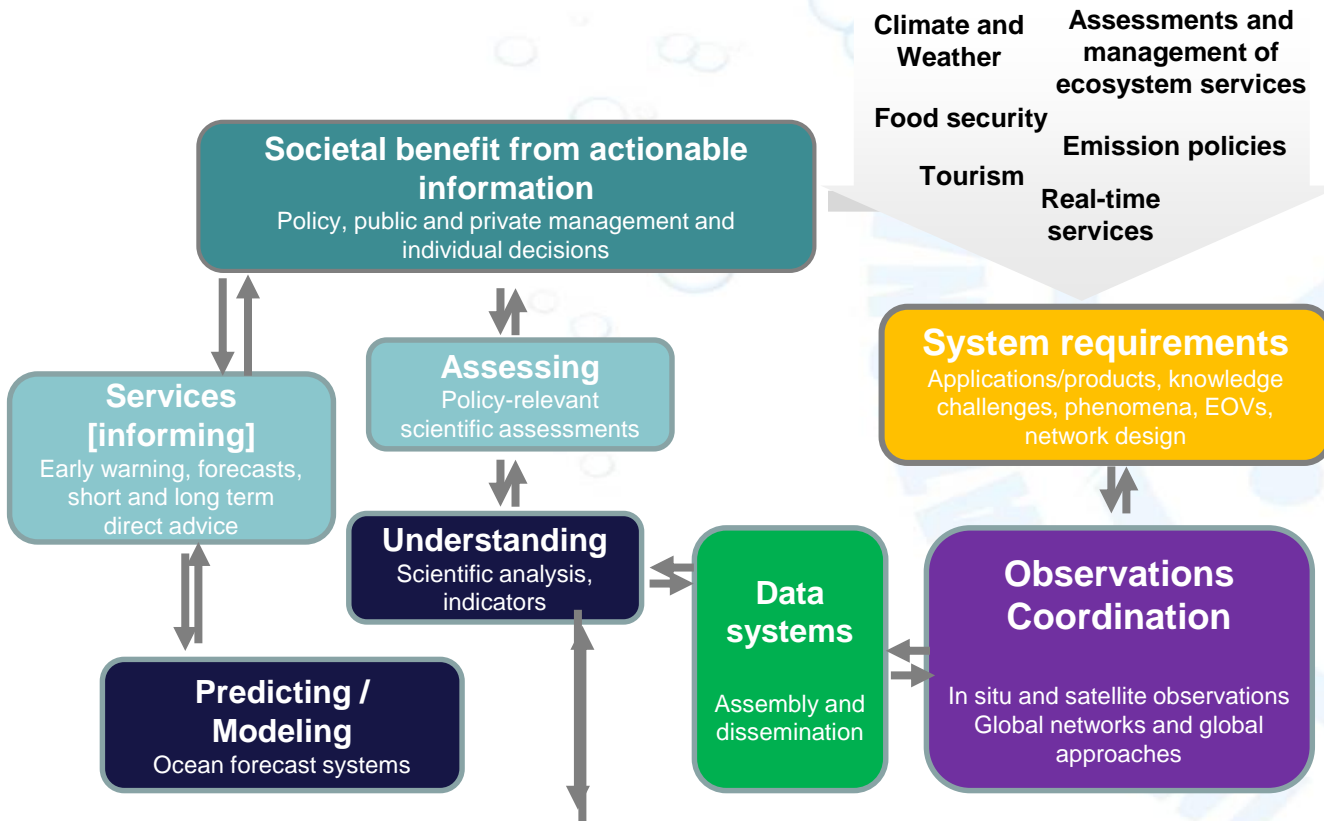 Climate and
Weather
Assessments and
management of
ecosystem services
Food security
Emission policies
Tourism
Real-time
services
Societal benefit from actionable
information
Policy, public and private management and
individual decisions
System requirements
Applications/products, knowledge
challenges, phenomena, EOVs,
network design
Assessing
Policy-relevant
scientific assessments
Services
[informing]
Early warning, forecasts,
short and long term
direct advice
Understanding
Scientific analysis,
indicators
Data
systems
Assembly and
dissemination
Observations
Coordination
In situ and satellite observations
Global networks and global
approaches
Predicting /
Modeling
Ocean forecast systems